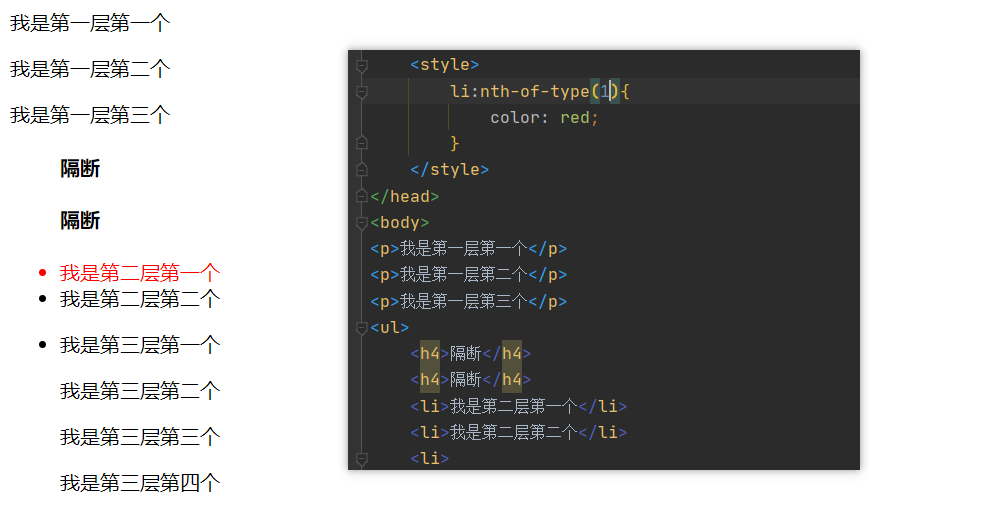 我是第一层第一个
我是第一层第二个
我是第一层第三个
隔断
隔断
我是第二层第一个
我是第二层第二个
我是第三层第一个
我是第三层第二个
我是第三层第三个
我是第三层第四个
<style>
li:nth-of-type(1){
color: red;
}
</style>
</head>
<body>
<p>我是第一层第一个</p>
<p>我是第一层第二个</p>
<p>我是第一层第三个</p>
<ul>
<h4>隔断</h4>
<h4>隔断</h4>
<li>我是第二层第一个</li>
<li>我是第二层第二个</li>
<li>